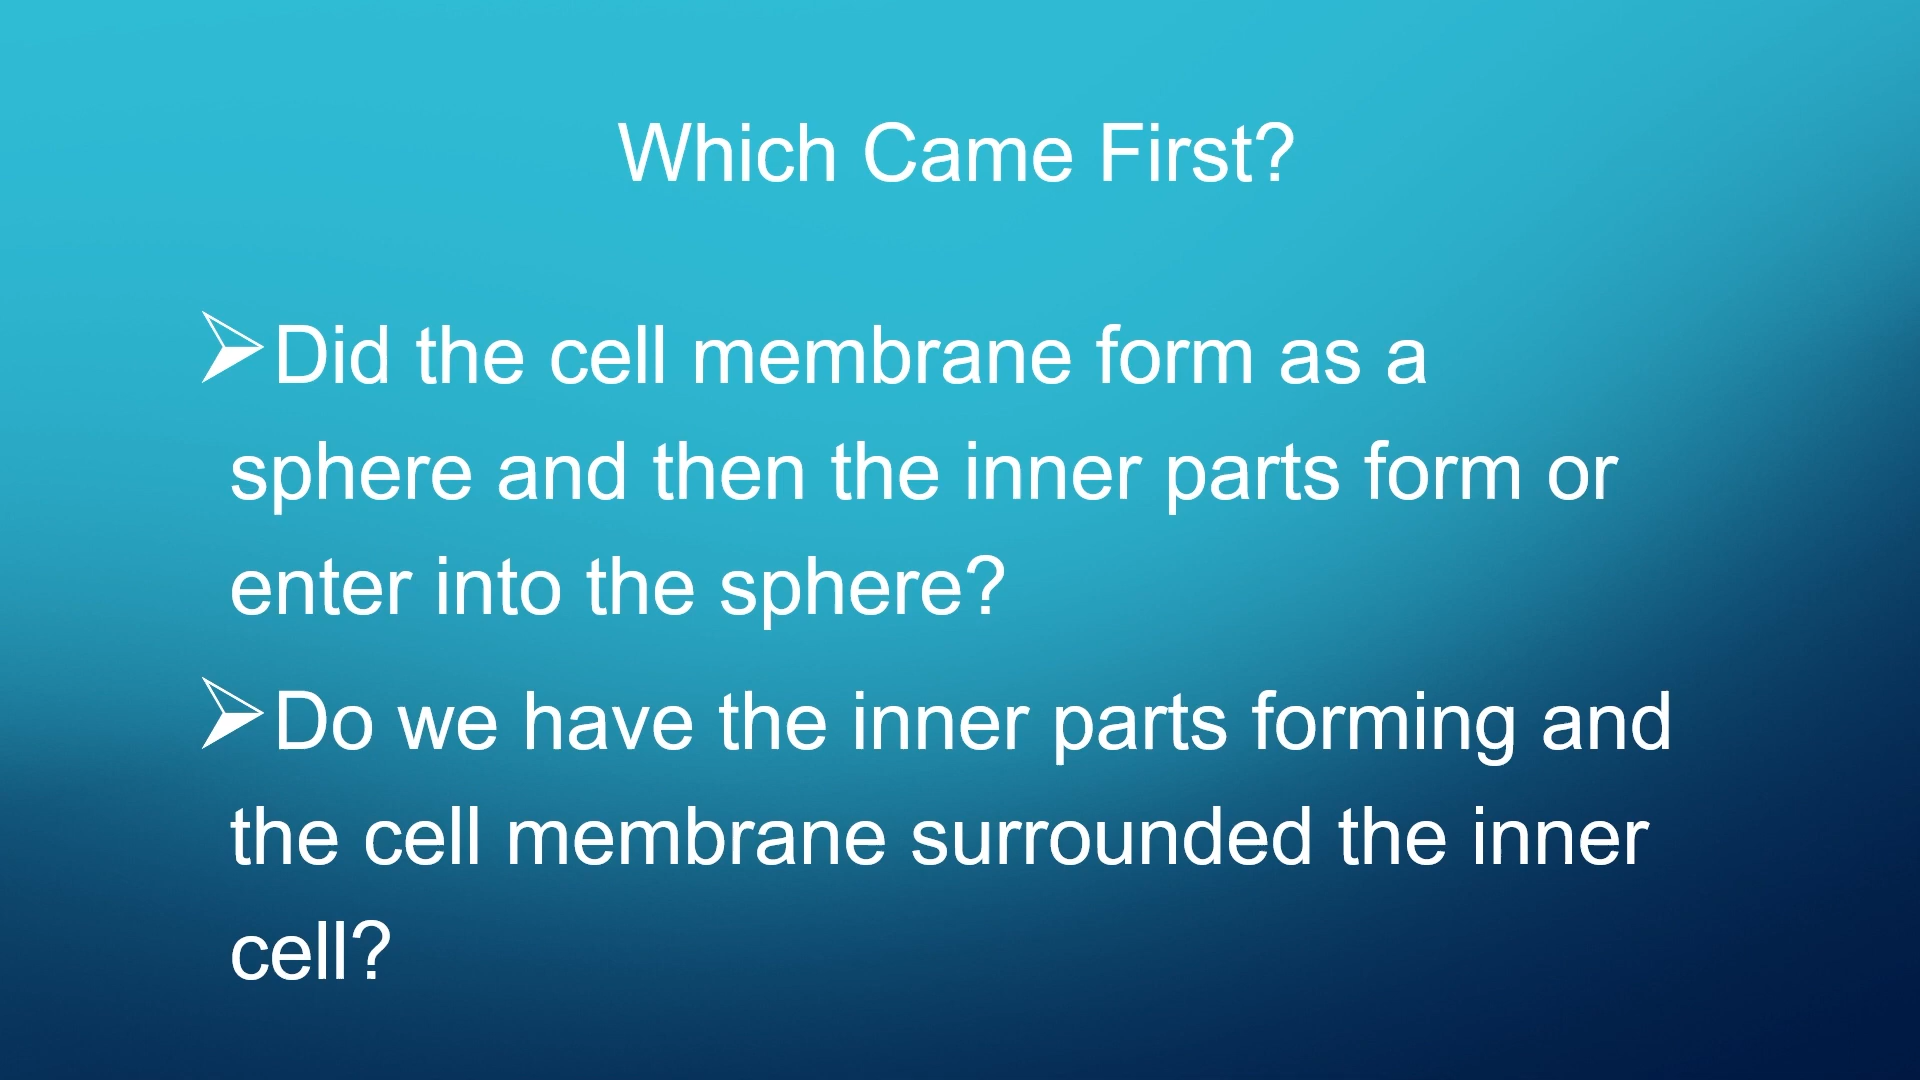 Which Came First?
➢Did the cell membrane form as a
sphere and then the inner parts form or
enter into the sphere?
➢Do we have the inner parts forming and
the cell membrane surrounded the inner
cell?